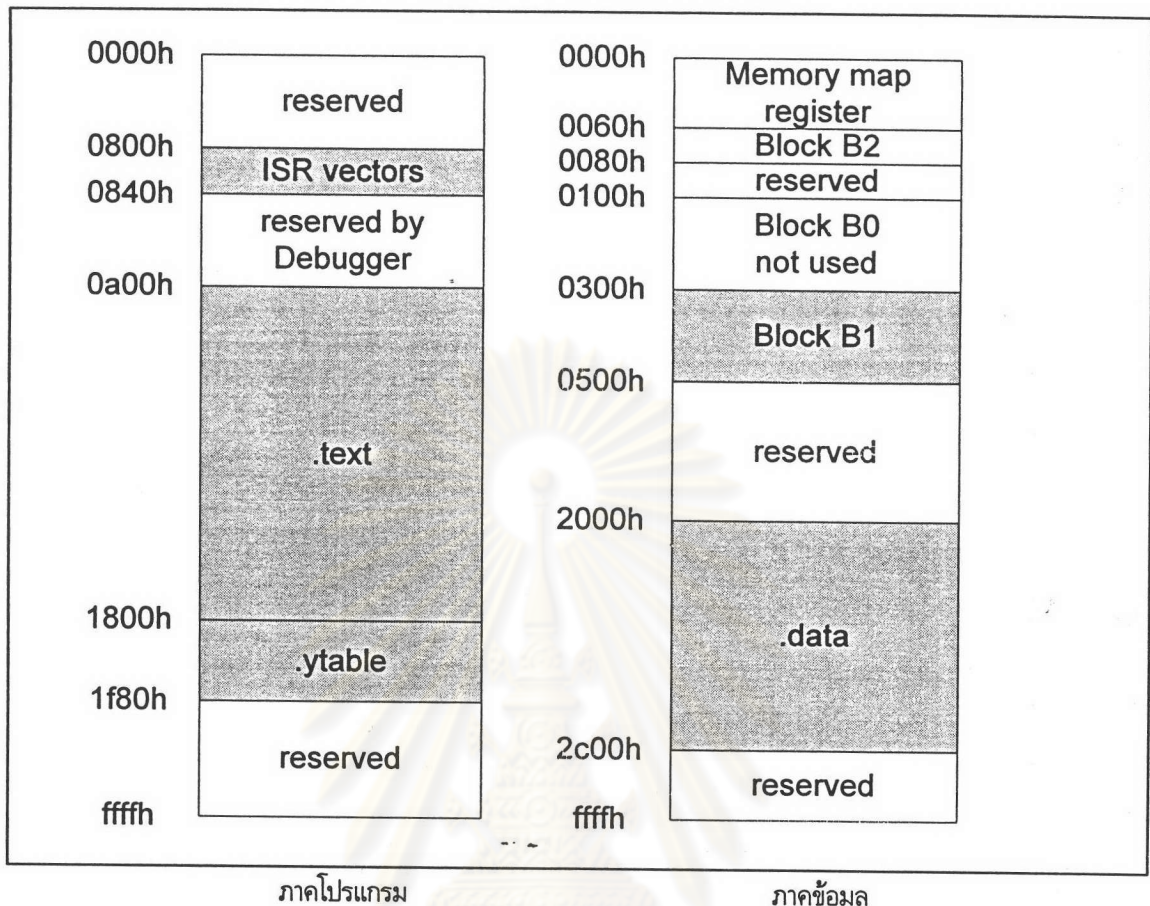 0000h
reserved
0800h
ISR vectors
0840h
reserved by
Debugger
0a00h
.text
1800h
.ytable
1f80h
reserved
ffffh
0000h
Memory map
register
0060h
Block B2
0080h
reserved
0100h
Block B0
not used
0300h
Block B1
0500h
reserved
2000h
.data
2c00h
reserved
ffffh
ภาคโปรแกรม
ภาคข้อมูล